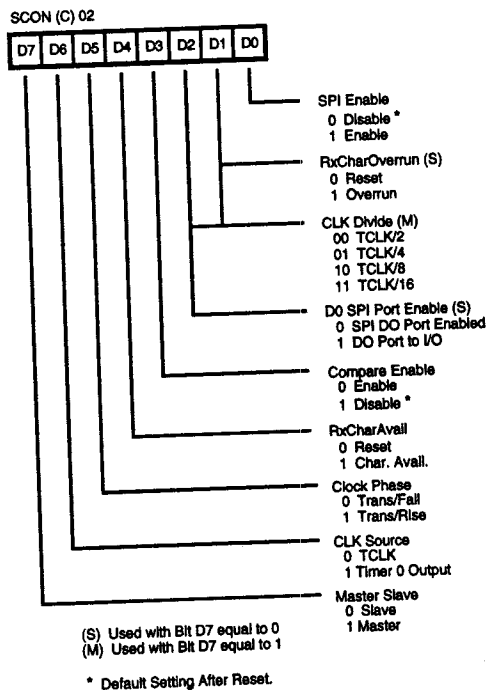 SCON (C) 02
D7 D6 D5 D4 D3 D2 D1 D0
SPI Enable
0 Disable *
1 Enable
RxCharOverrun (S)
0 Reset
1 Overrun
CLK Divide (M)
00 TCLK/2
01 TCLK/4
10 TCLK/8
11 TCLK/16
D0 SPI Port Enable (S)
0 SPI DO Port Enabled
1 DO Port to I/O
Compare Enable
0 Enable
1 Disable *
RxCharAvail
0 Reset
1 Char. Avail.
Clock Phase
0 Trans/Fall
1 Trans/Rise
CLK Source
0 TCLK
1 Timer 0 Output
Master Slave
0 Slave
1 Master
(S) Used with Bit D7 equal to 0
(M) Used with Bit D7 equal to 1
* Default Setting After Reset.